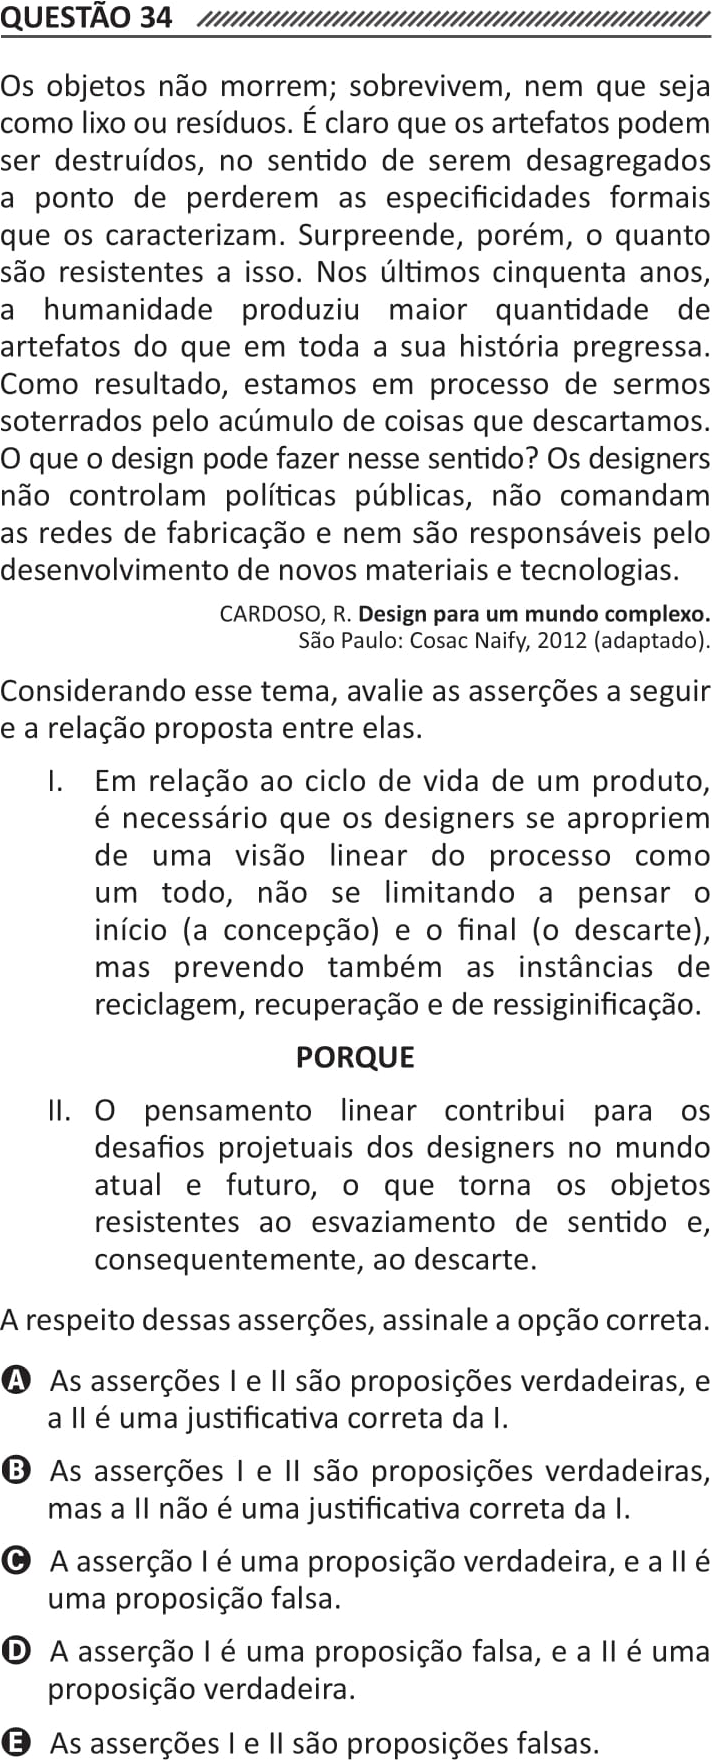 QUESTÃO 34
Os objetos não morrem; sobrevivem, nem que seja
como lixo ou resíduos. É claro que os artefatos podem
ser destruídos, no sentido de serem desagregados
a ponto de perderem as especificidades formais
que os caracterizam. Surpreende, porém, o quanto
são resistentes a isso. Nos últimos cinquenta anos,
a humanidade produziu maior quantidade de
artefatos do que em toda a sua história pregressa.
Como resultado, estamos em processo de sermos
soterrados pelo acúmulo de coisas que descartamos.
O que o design pode fazer nesse sentido? Os designers
não controlam políticas públicas, não comandam
as redes de fabricação e nem são responsáveis pelo
desenvolvimento de novos materiais e tecnologias.
CARDOSO, R. Design para um mundo complexo.
São Paulo: Cosac Naify, 2012 (adaptado).
Considerando esse tema, avalie as asserções a seguir
e a relação proposta entre elas.
I. Em relação ao ciclo de vida de um produto,
é necessário que os designers se apropriem
de uma visão linear do processo como
um todo, não se limitando a pensar o
início (a concepção) e o final (o descarte),
mas prevendo também as instâncias de
reciclagem, recuperação e de ressiginificação.
PORQUE
II. O pensamento linear contribui para os
desafios projetuais dos designers no mundo
atual e futuro, o que torna os objetos
resistentes ao esvaziamento de sentido e,
consequentemente, ao descarte.
A respeito dessas asserções, assinale a opção correta.
A As asserções I e II são proposições verdadeiras, e
a II é uma justificativa correta da I.
B As asserções I e II são proposições verdadeiras,
mas a II não é uma justificativa correta da I.
C A asserção I é uma proposição verdadeira, e a II é
uma proposição falsa.
D A asserção I é uma proposição falsa, e a II é uma
proposição verdadeira.
E As asserções I e II são proposições falsas.